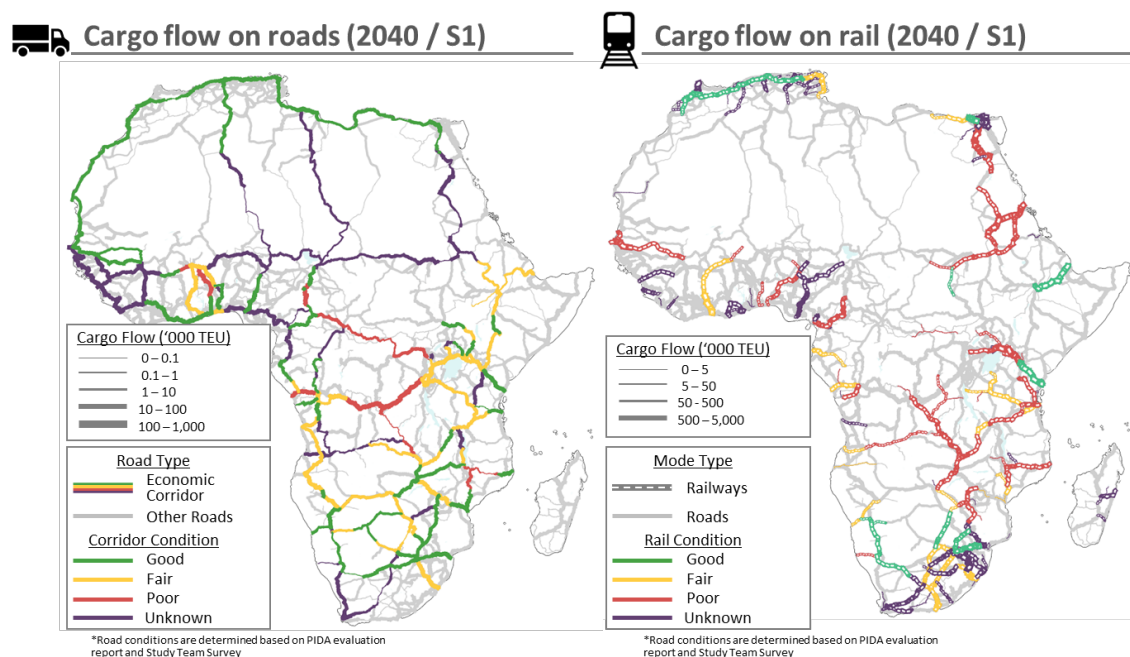 Cargo flow on roads (2040 / S1)
Cargo Flow (‘000 TEU)
0 – 0.1
0.1 – 1
1 – 10
10 – 100
100 – 1,000
Road Type
Economic
Corridor
Other Roads
Corridor Condition
Good
Fair
Poor
Unknown
*Road conditions are determined based on PIDA evaluation
report and Study Team Survey
Cargo flow on rail (2040 / S1)
Cargo Flow (‘000 TEU)
0 – 5
5 – 50
50 - 500
500 – 5,000
Mode Type
Railways
Roads
Rail Condition
Good
Fair
Poor
Unknown
*Road conditions are determined based on PIDA evaluation
report and Study Team Survey